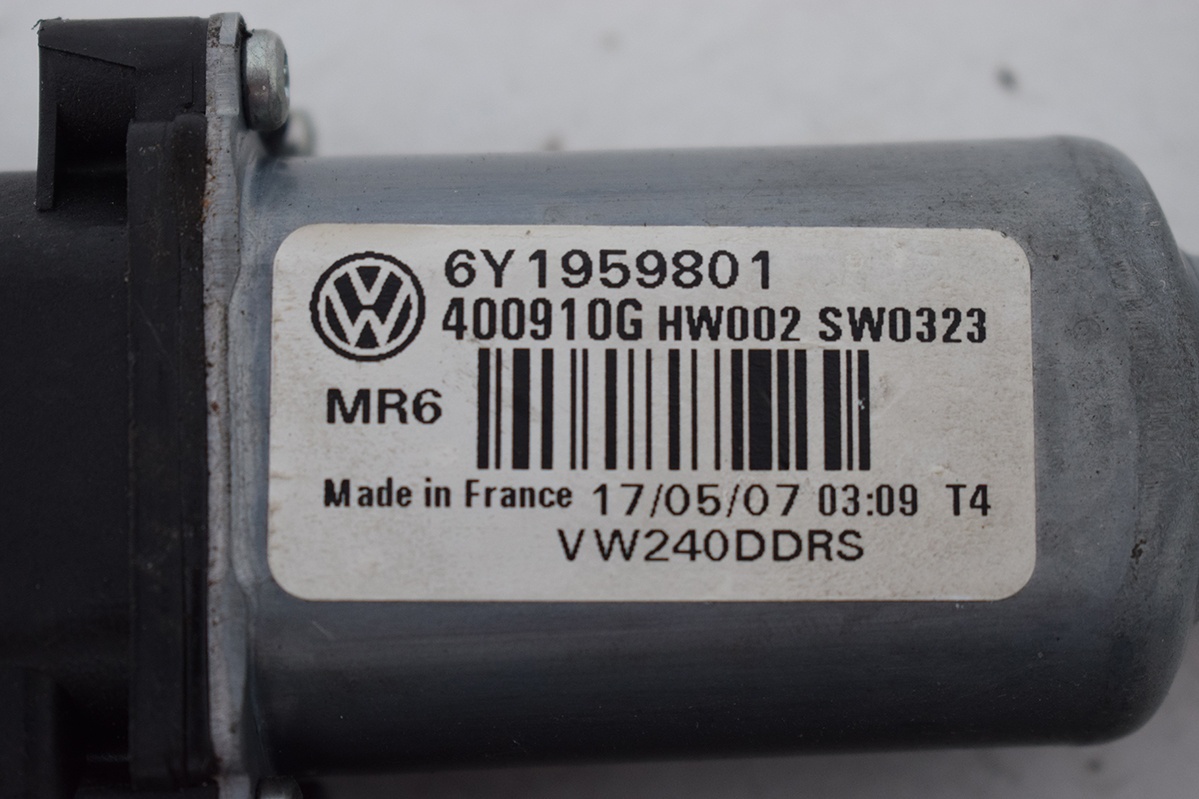 6Y1959801
400910G HW002 SW0323
MR6
Made in France 17/05/07 03:09 T4
VW240DDRS